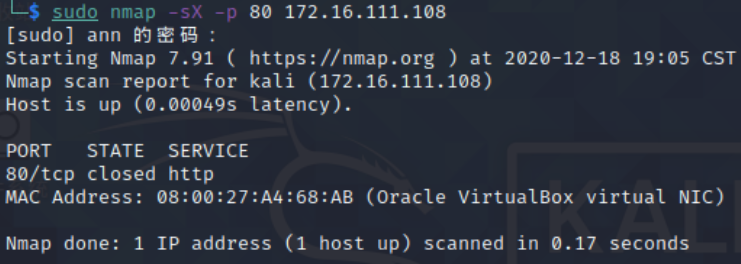 └─$ sudo nmap -sX -p 80 172.16.111.108
[sudo] ann 的密码：
Starting Nmap 7.91 ( https://nmap.org ) at 2020-12-18 19:05 CST
Nmap scan report for kali (172.16.111.108)
Host is up (0.00049s latency).

PORT   STATE  SERVICE
80/tcp closed http
MAC Address: 08:00:27:A4:68:AB (Oracle VirtualBox virtual NIC)

Nmap done: 1 IP address (1 host up) scanned in 0.17 seconds
KALI